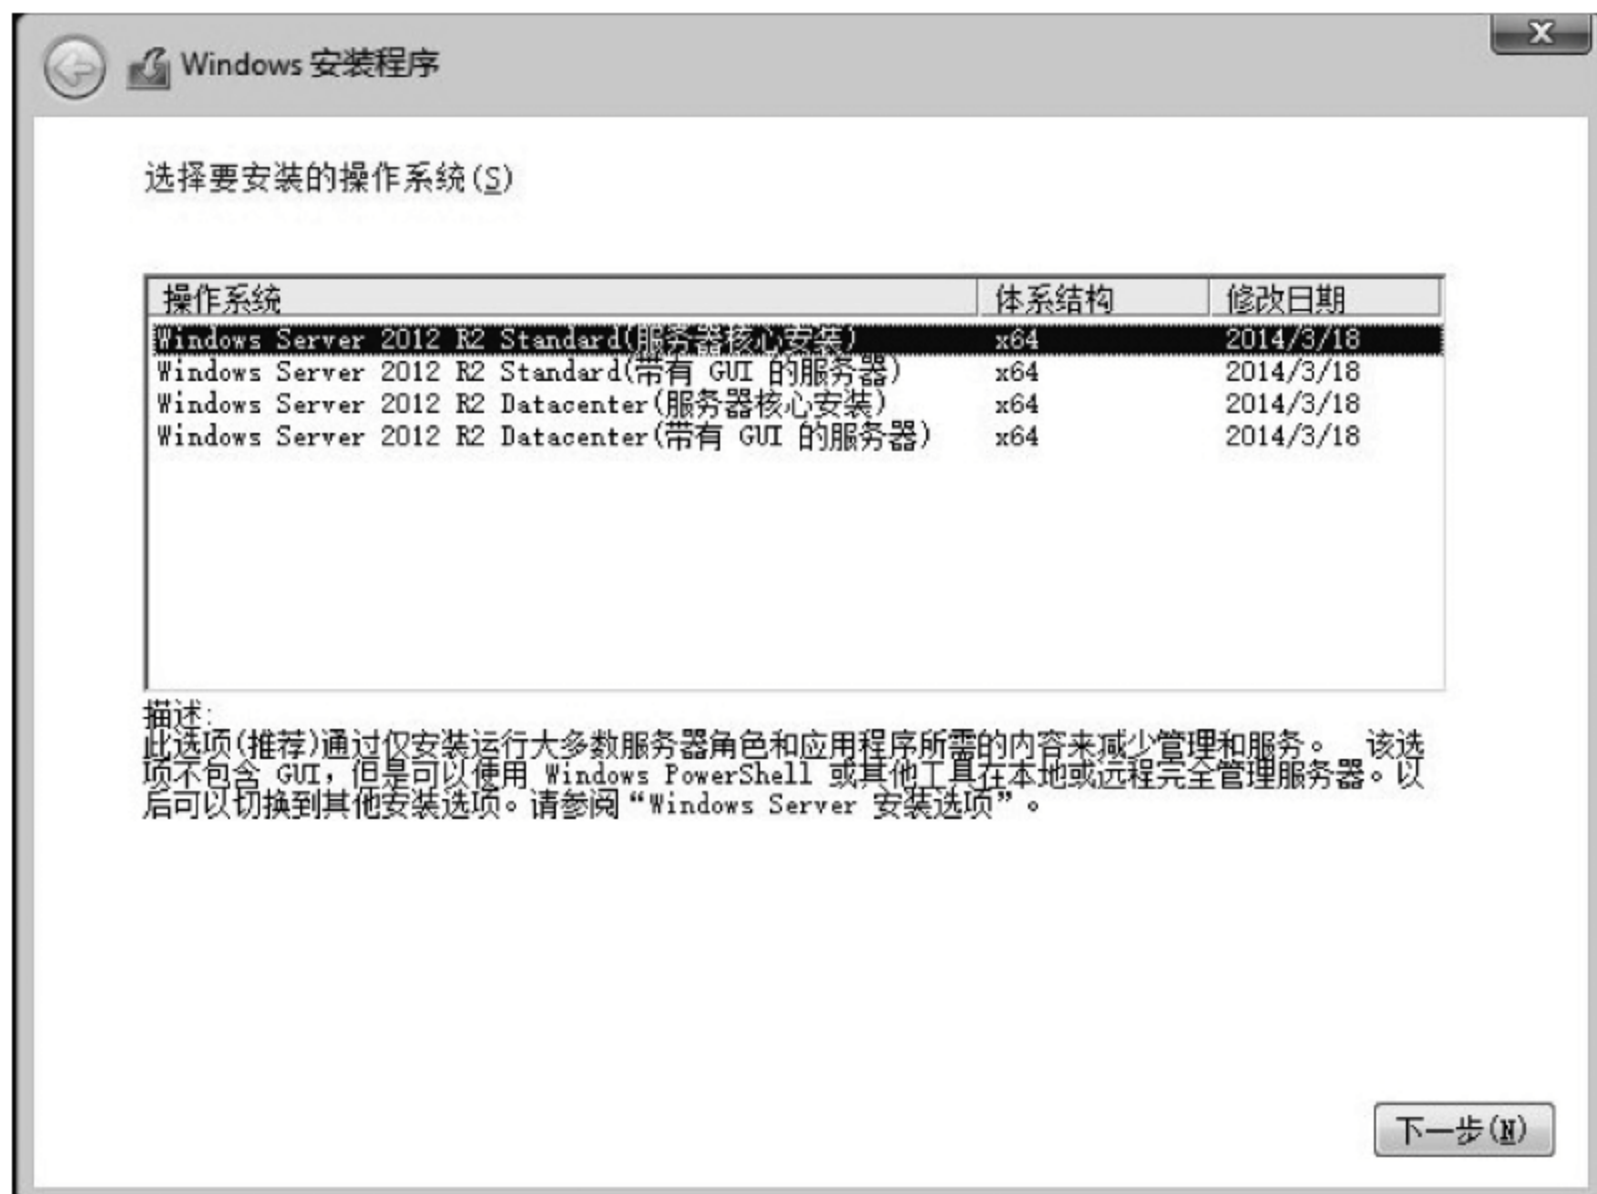 Windows 安装程序
选择要安装的操作系统(S)
操作系统 体系结构 修改日期
Windows Server 2012 R2 Standard(服务器核心安装) x64 2014/3/18
Windows Server 2012 R2 Standard(带有 GUI 的服务器) x64 2014/3/18
Windows Server 2012 R2 Datacenter(服务器核心安装) x64 2014/3/18
Windows Server 2012 R2 Datacenter(带有 GUI 的服务器) x64 2014/3/18
描述:
此选项(推荐)通过仅安装运行大多数服务器角色和应用程序所需的内容来减少管理和服务。 该选
项不包含 GUI，但是可以使用 Windows PowerShell 或其他工具在本地或远程完全管理服务器。以
后可以切换到其他安装选项。请参阅“Windows Server 安装选项”。
下一步(N)